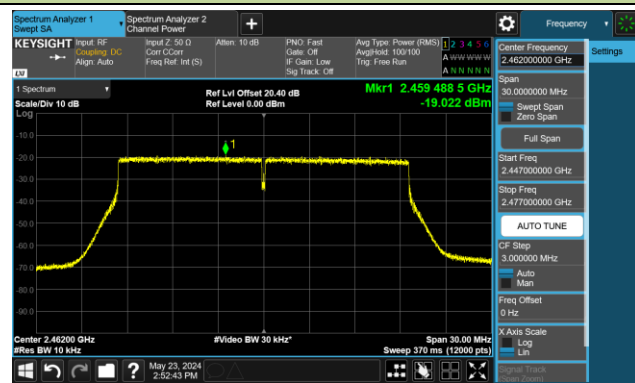 Spectrum Analyzer 1
Swept SA
Spectrum Analyzer 2
Channel Power
Frequency
KEYSIGHT
Input: RF
Coupling: DC
Align: Auto
Input Z: 50 Ω
Corr CCorr
Freq Ref: Int (S)
Atten: 10 dB
PNO: Fast
Gate: Off
IF Gain: Low
Sig Track: Off
Avg Type: Power (RMS)
Avg|Hold: 100/100
Trig: Free Run
1 2 3 4 5 6
A W W W W W
A N N N N N
LXI
1 Spectrum
Scale/Div 10 dB
Log
Ref Lvl Offset 20.40 dB
Ref Level 0.00 dBm
Mkr1 2.459 488 5 GHz
-19.022 dBm
1
-10.0
-20.0
-30.0
-40.0
-50.0
-60.0
-70.0
-80.0
-90.0
Center 2.46200 GHz
#Res BW 10 kHz
#Video BW 30 kHz*
Span 30.00 MHz
Sweep 370 ms (12000 pts)
May 23, 2024
2:52:43 PM
Center Frequency
2.462000000 GHz
Settings
Span
30.0000000 MHz
Swept Span
Zero Span
Full Span
Start Freq
2.447000000 GHz
Stop Freq
2.477000000 GHz
AUTO TUNE
CF Step
3.000000 MHz
Auto
Man
Freq Offset
0 Hz
X Axis Scale
Log
Lin
Signal Track
(Span Zoom)